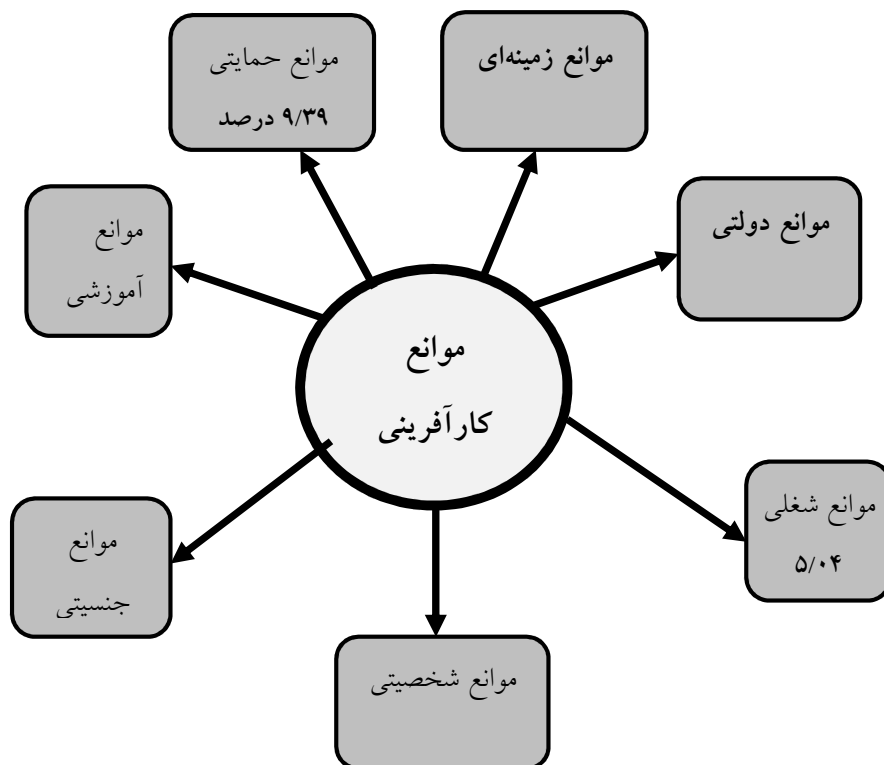 موانع زمینه‌ای
موانع حمایتی
۹/۳۹ درصد
موانع دولتی
موانع
آموزشی
موانع
کارآفرینی
موانع شغلی
۵/۰۴
موانع
جنسیتی
موانع شخصیتی